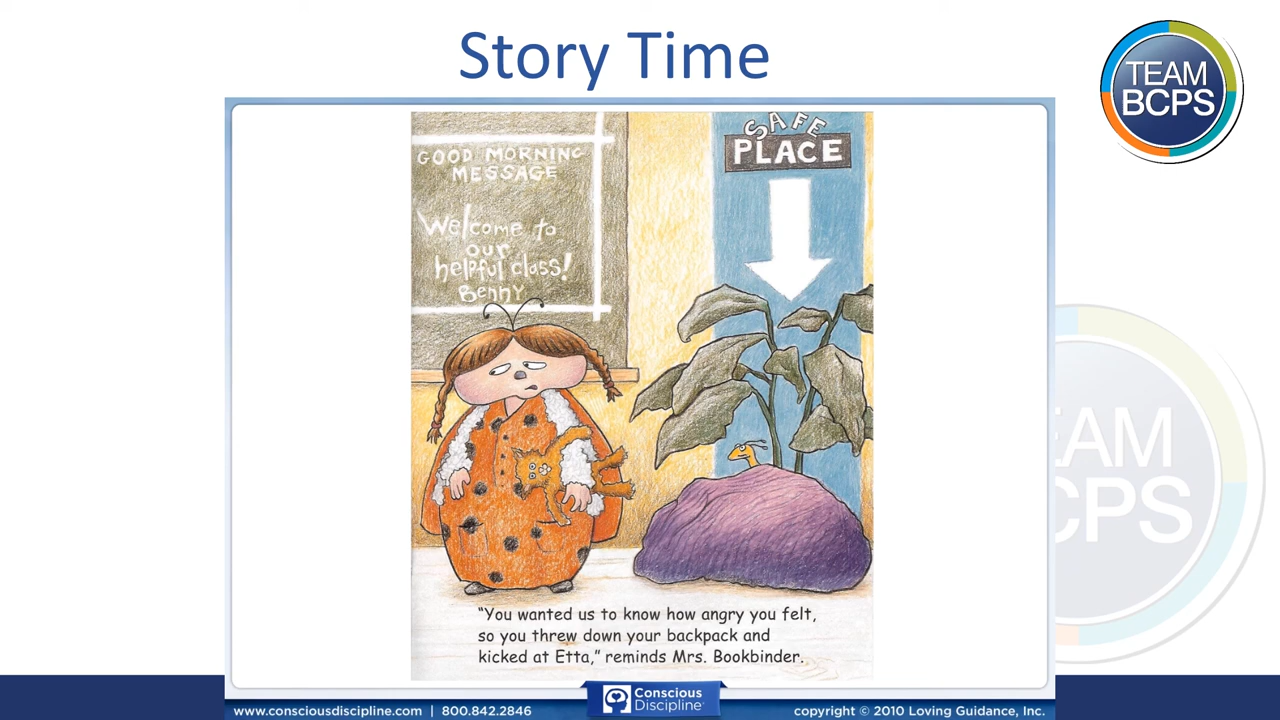 Story Time
TEAM
BCPS
GOOD MORNING
MESSAGE
Welcome to
our
helpful class!
Benny
SAFE
PLACE
"You wanted us to know how angry you felt,
so you threw down your backpack and
kicked at Etta," reminds Mrs. Bookbinder.
EAM
CPS
www.consciousdiscipline.com | 800.842.2846
Conscious
Discipline®
copyright © 2010 Loving Guidance, Inc.